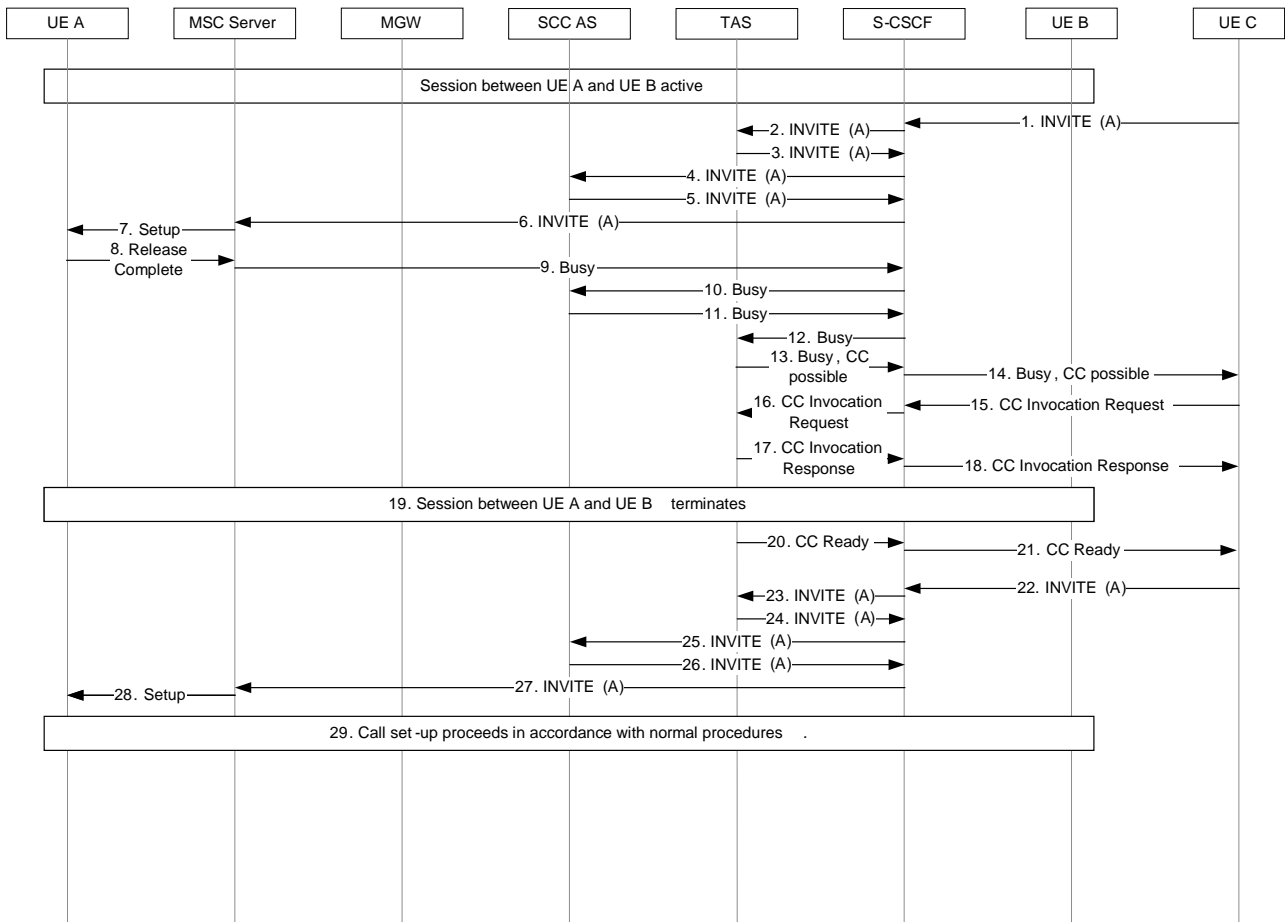 UE A
MSC Server
MGW
SCC AS
TAS
S-CSCF
UE B
UE C
Session between UE A and UE B active
1. INVITE (A)
2. INVITE (A)
3. INVITE (A)
4. INVITE (A)
5. INVITE (A)
6. INVITE (A)
7. Setup
8. Release
Complete
9. Busy
10. Busy
11. Busy
12. Busy
13. Busy, CC
possible
14. Busy, CC possible
15. CC Invocation Request
16. CC Invocation
Request
17. CC Invocation
Response
18. CC Invocation Response
19. Session between UE A and UE B terminates
20. CC Ready
21. CC Ready
22. INVITE (A)
23. INVITE (A)
24. INVITE (A)
25. INVITE (A)
26. INVITE (A)
27. INVITE (A)
28. Setup
29. Call set-up proceeds in accordance with normal procedures .